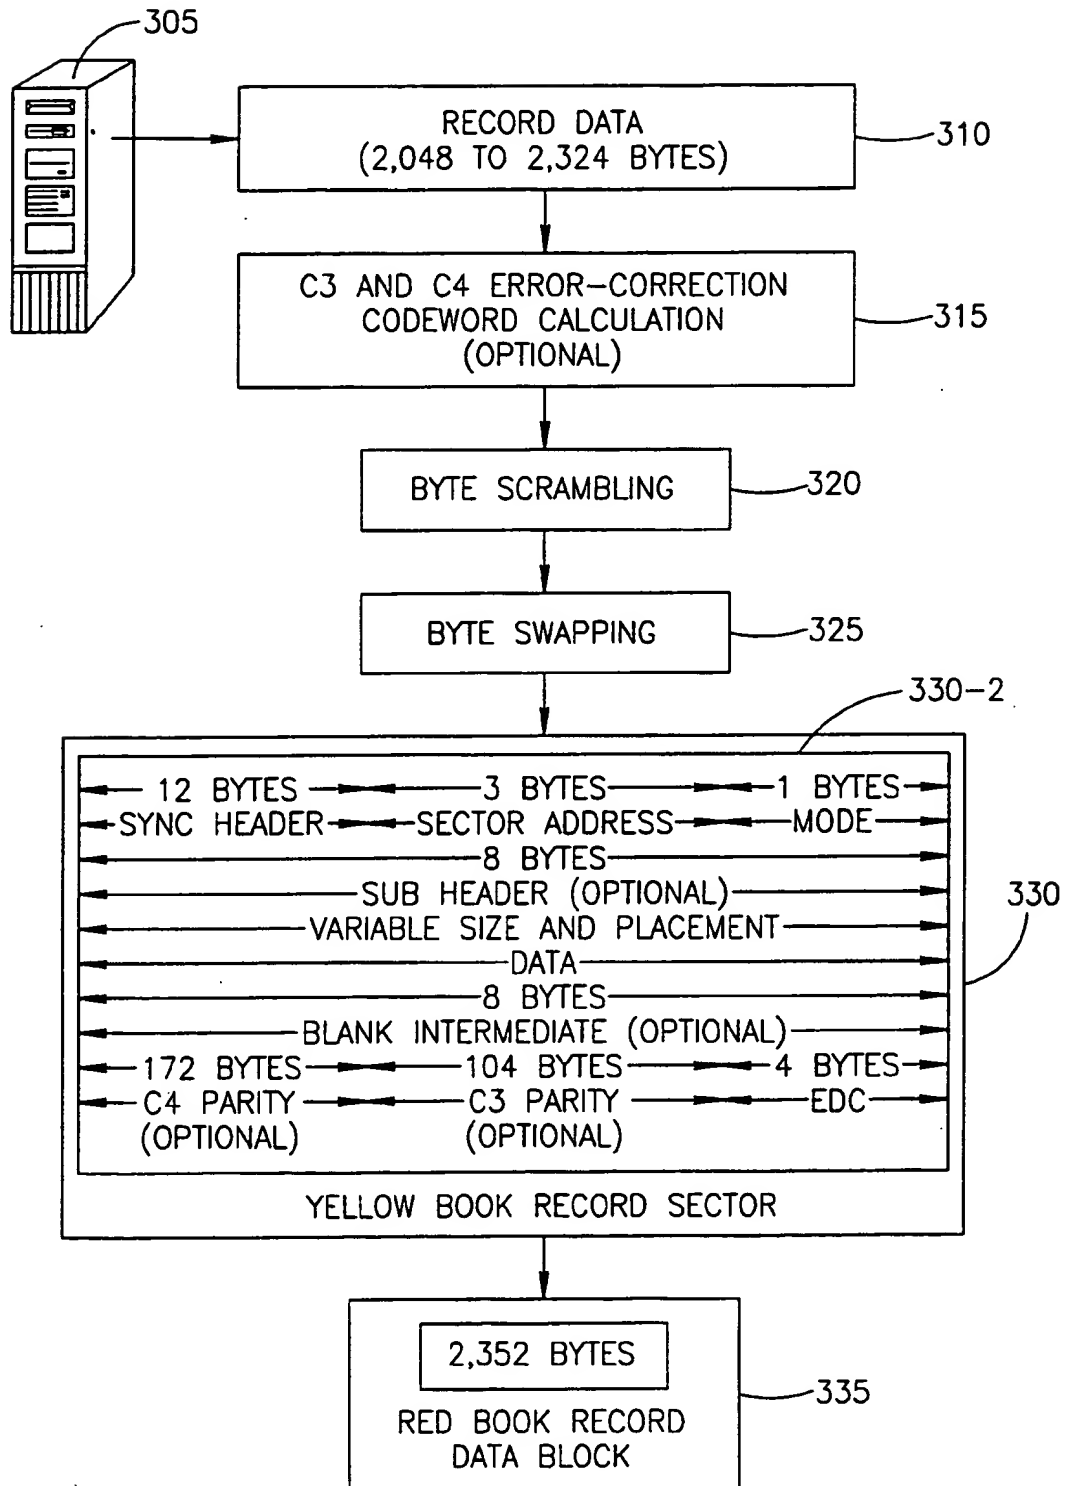 305
RECORD DATA
(2,048 TO 2,324 BYTES)
310
C3 AND C4 ERROR-CORRECTION
CODEWORD CALCULATION
(OPTIONAL)
315
BYTE SCRAMBLING
320
BYTE SWAPPING
325
330-2
12 BYTES 3 BYTES 1 BYTES
SYNC HEADER SECTOR ADDRESS MODE
8 BYTES
SUB HEADER (OPTIONAL)
330
VARIABLE SIZE AND PLACEMENT
DATA
8 BYTES
BLANK INTERMEDIATE (OPTIONAL)
172 BYTES 104 BYTES 4 BYTES
C4 PARITY C3 PARITY EDC
(OPTIONAL) (OPTIONAL)
YELLOW BOOK RECORD SECTOR
2,352 BYTES
335
RED BOOK RECORD
DATA BLOCK